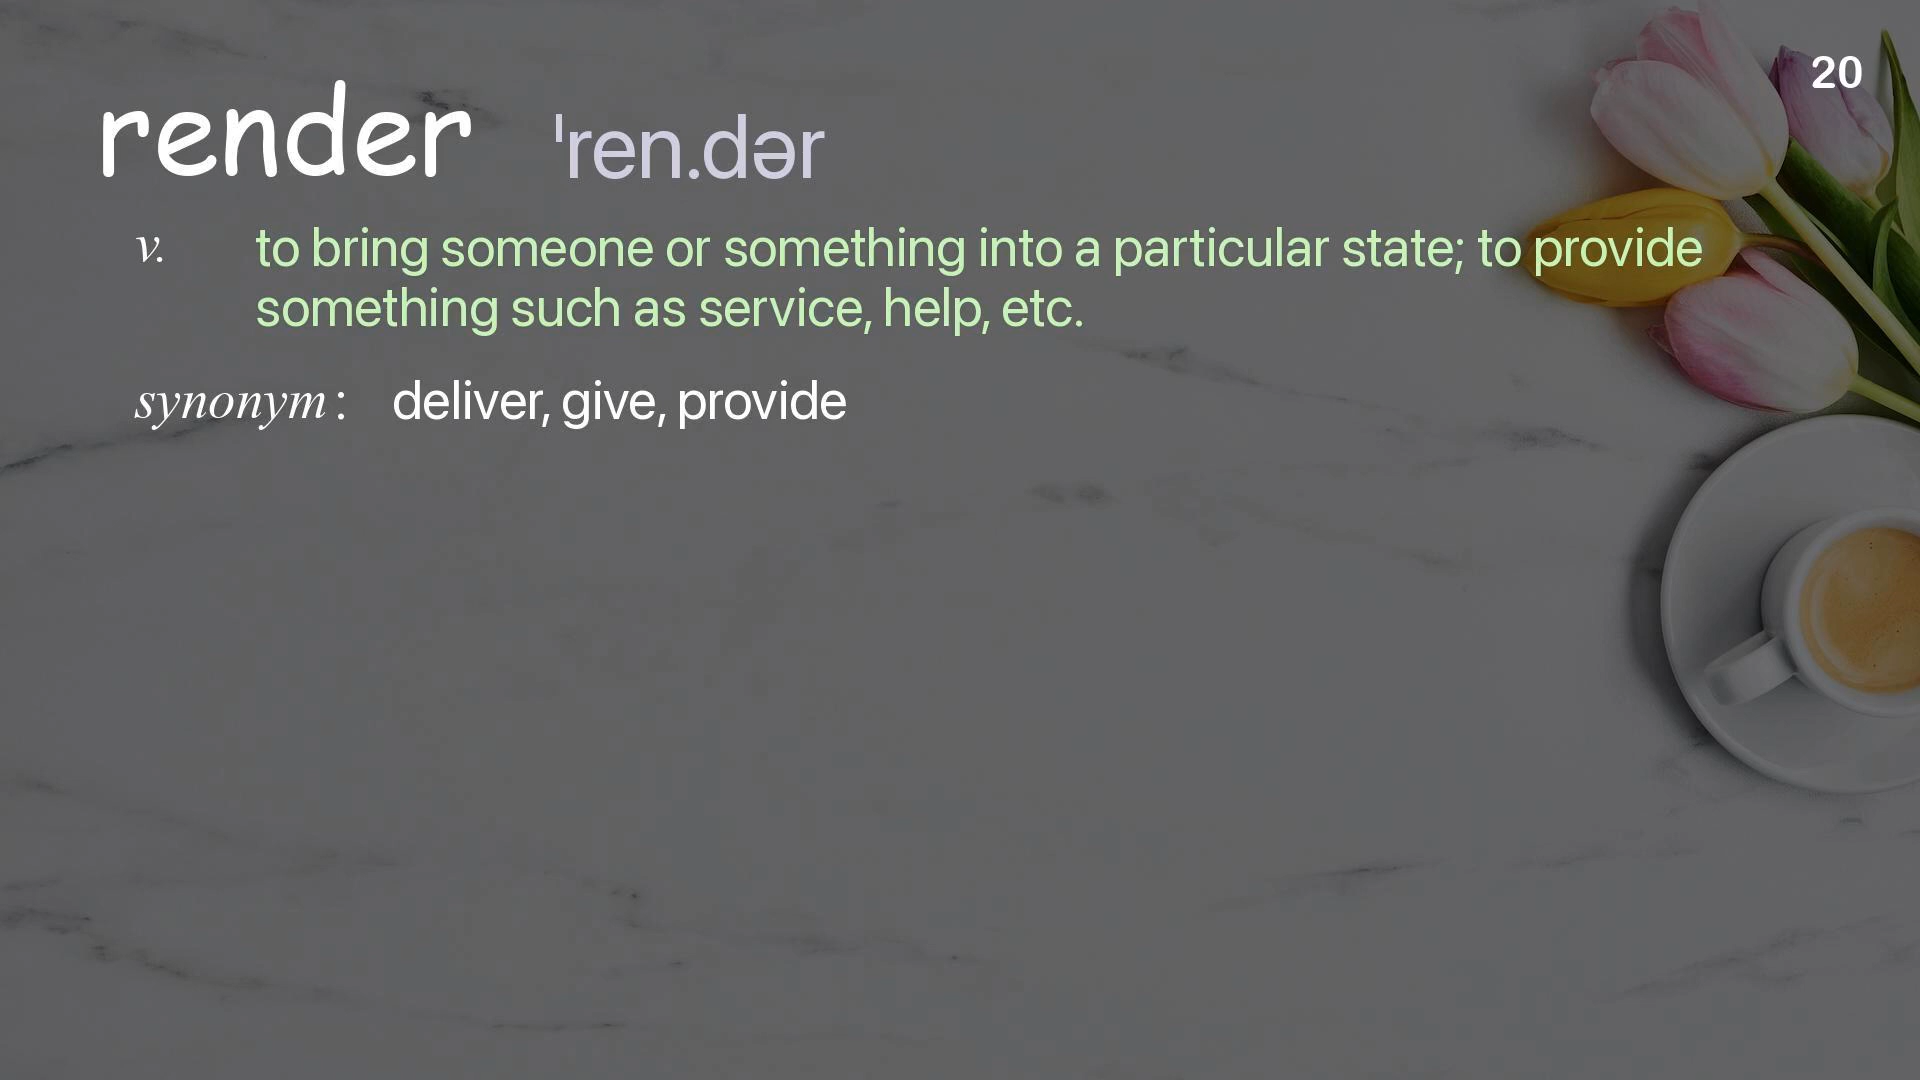 20
render ˈren.dər
v. to bring someone or something into a particular state; to provide
something such as service, help, etc.
synonym : deliver, give, provide